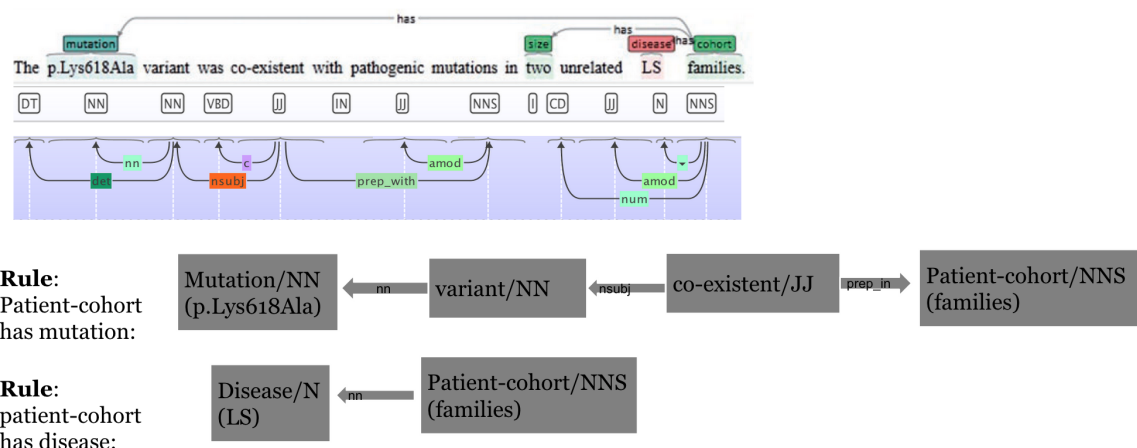 has
mutation has size disease has cohort
The p.Lys618Ala variant was co-existent with pathogenic mutations in two unrelated LS families.
DT NN NN VBD JJ IN JJ NNS I CD JJ N NNS
nn c amod
det nsubj prep_with amod
num
Rule:
Patient-cohort
has mutation:
Mutation/NN
(p.Lys618Ala)
nn
variant/NN
nsubj
co-existent/JJ
prep_in
Patient-cohort/NNS
(families)
Rule:
patient-cohort
has disease:
Disease/N
(LS)
nn
Patient-cohort/NNS
(families)